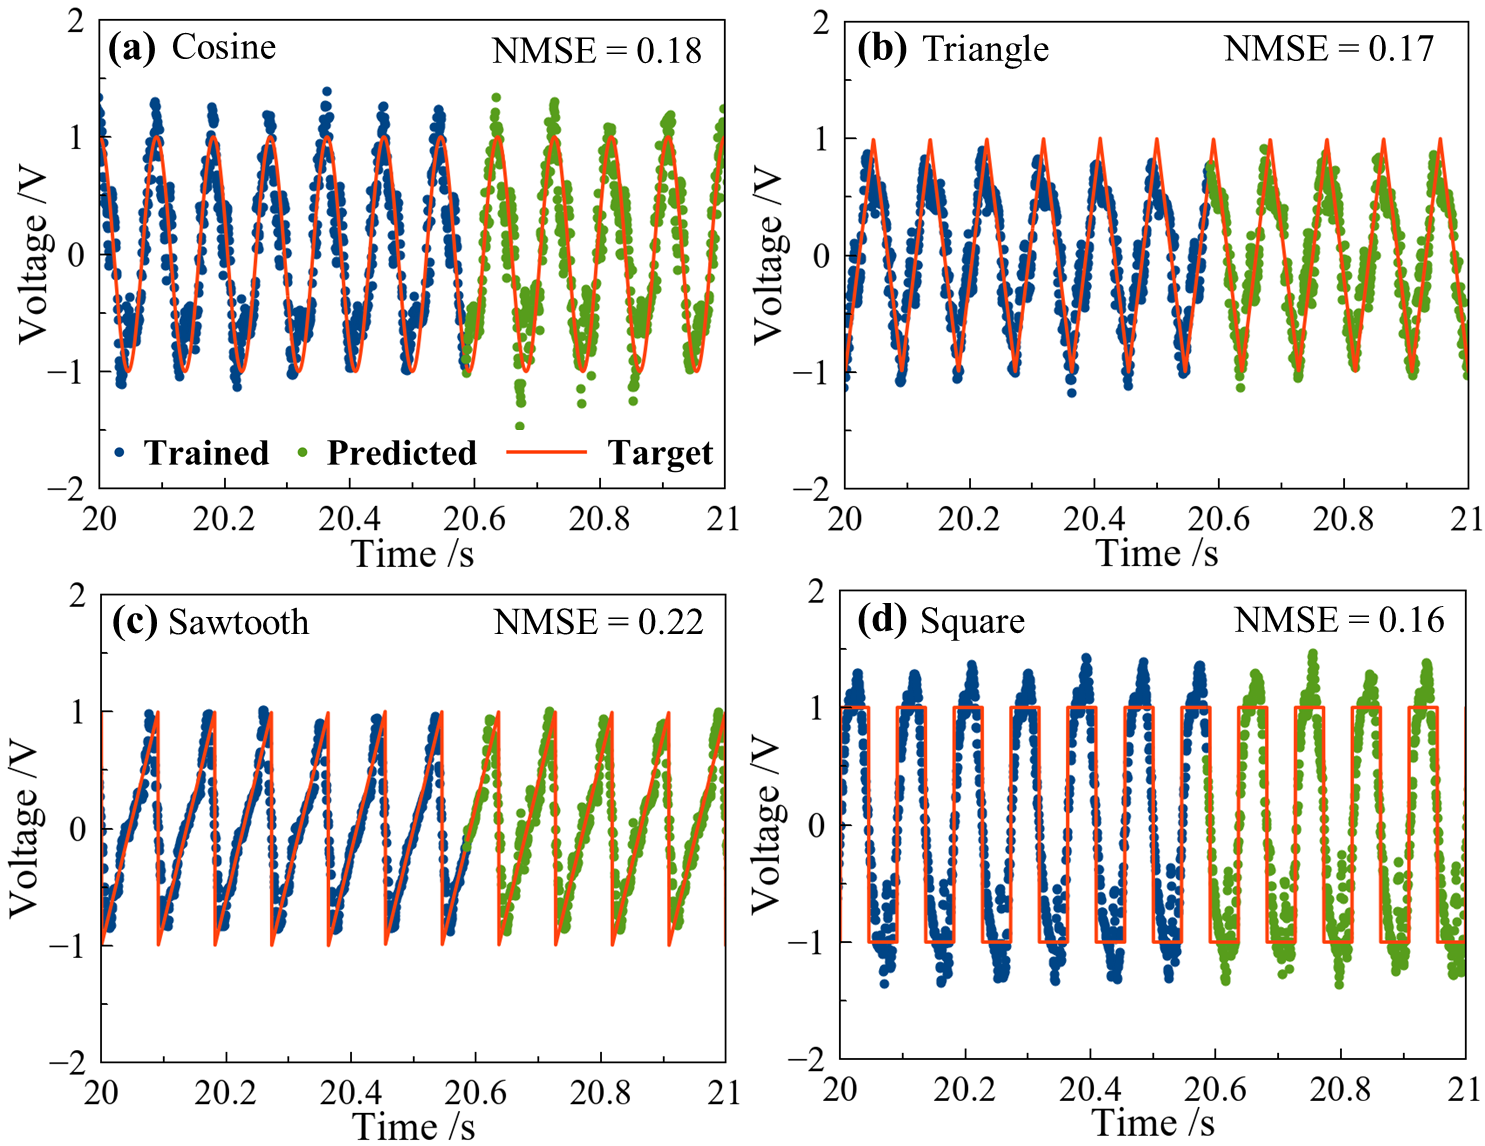 (a) Cosine NMSE = 0.18
2
1
0
−1
−2
Voltage /V
Trained Predicted Target
20 20.2 20.4 20.6 20.8 21
Time /s
(b) Triangle NMSE = 0.17
2
1
0
−1
−2
Voltage /V
20 20.2 20.4 20.6 20.8 21
Time /s
(c) Sawtooth NMSE = 0.22
2
1
0
−1
−2
Voltage /V
20 20.2 20.4 20.6 20.8 21
Time /s
(d) Square NMSE = 0.16
2
1
0
−1
−2
Voltage /V
20 20.2 20.4 20.6 20.8 21
Time /s